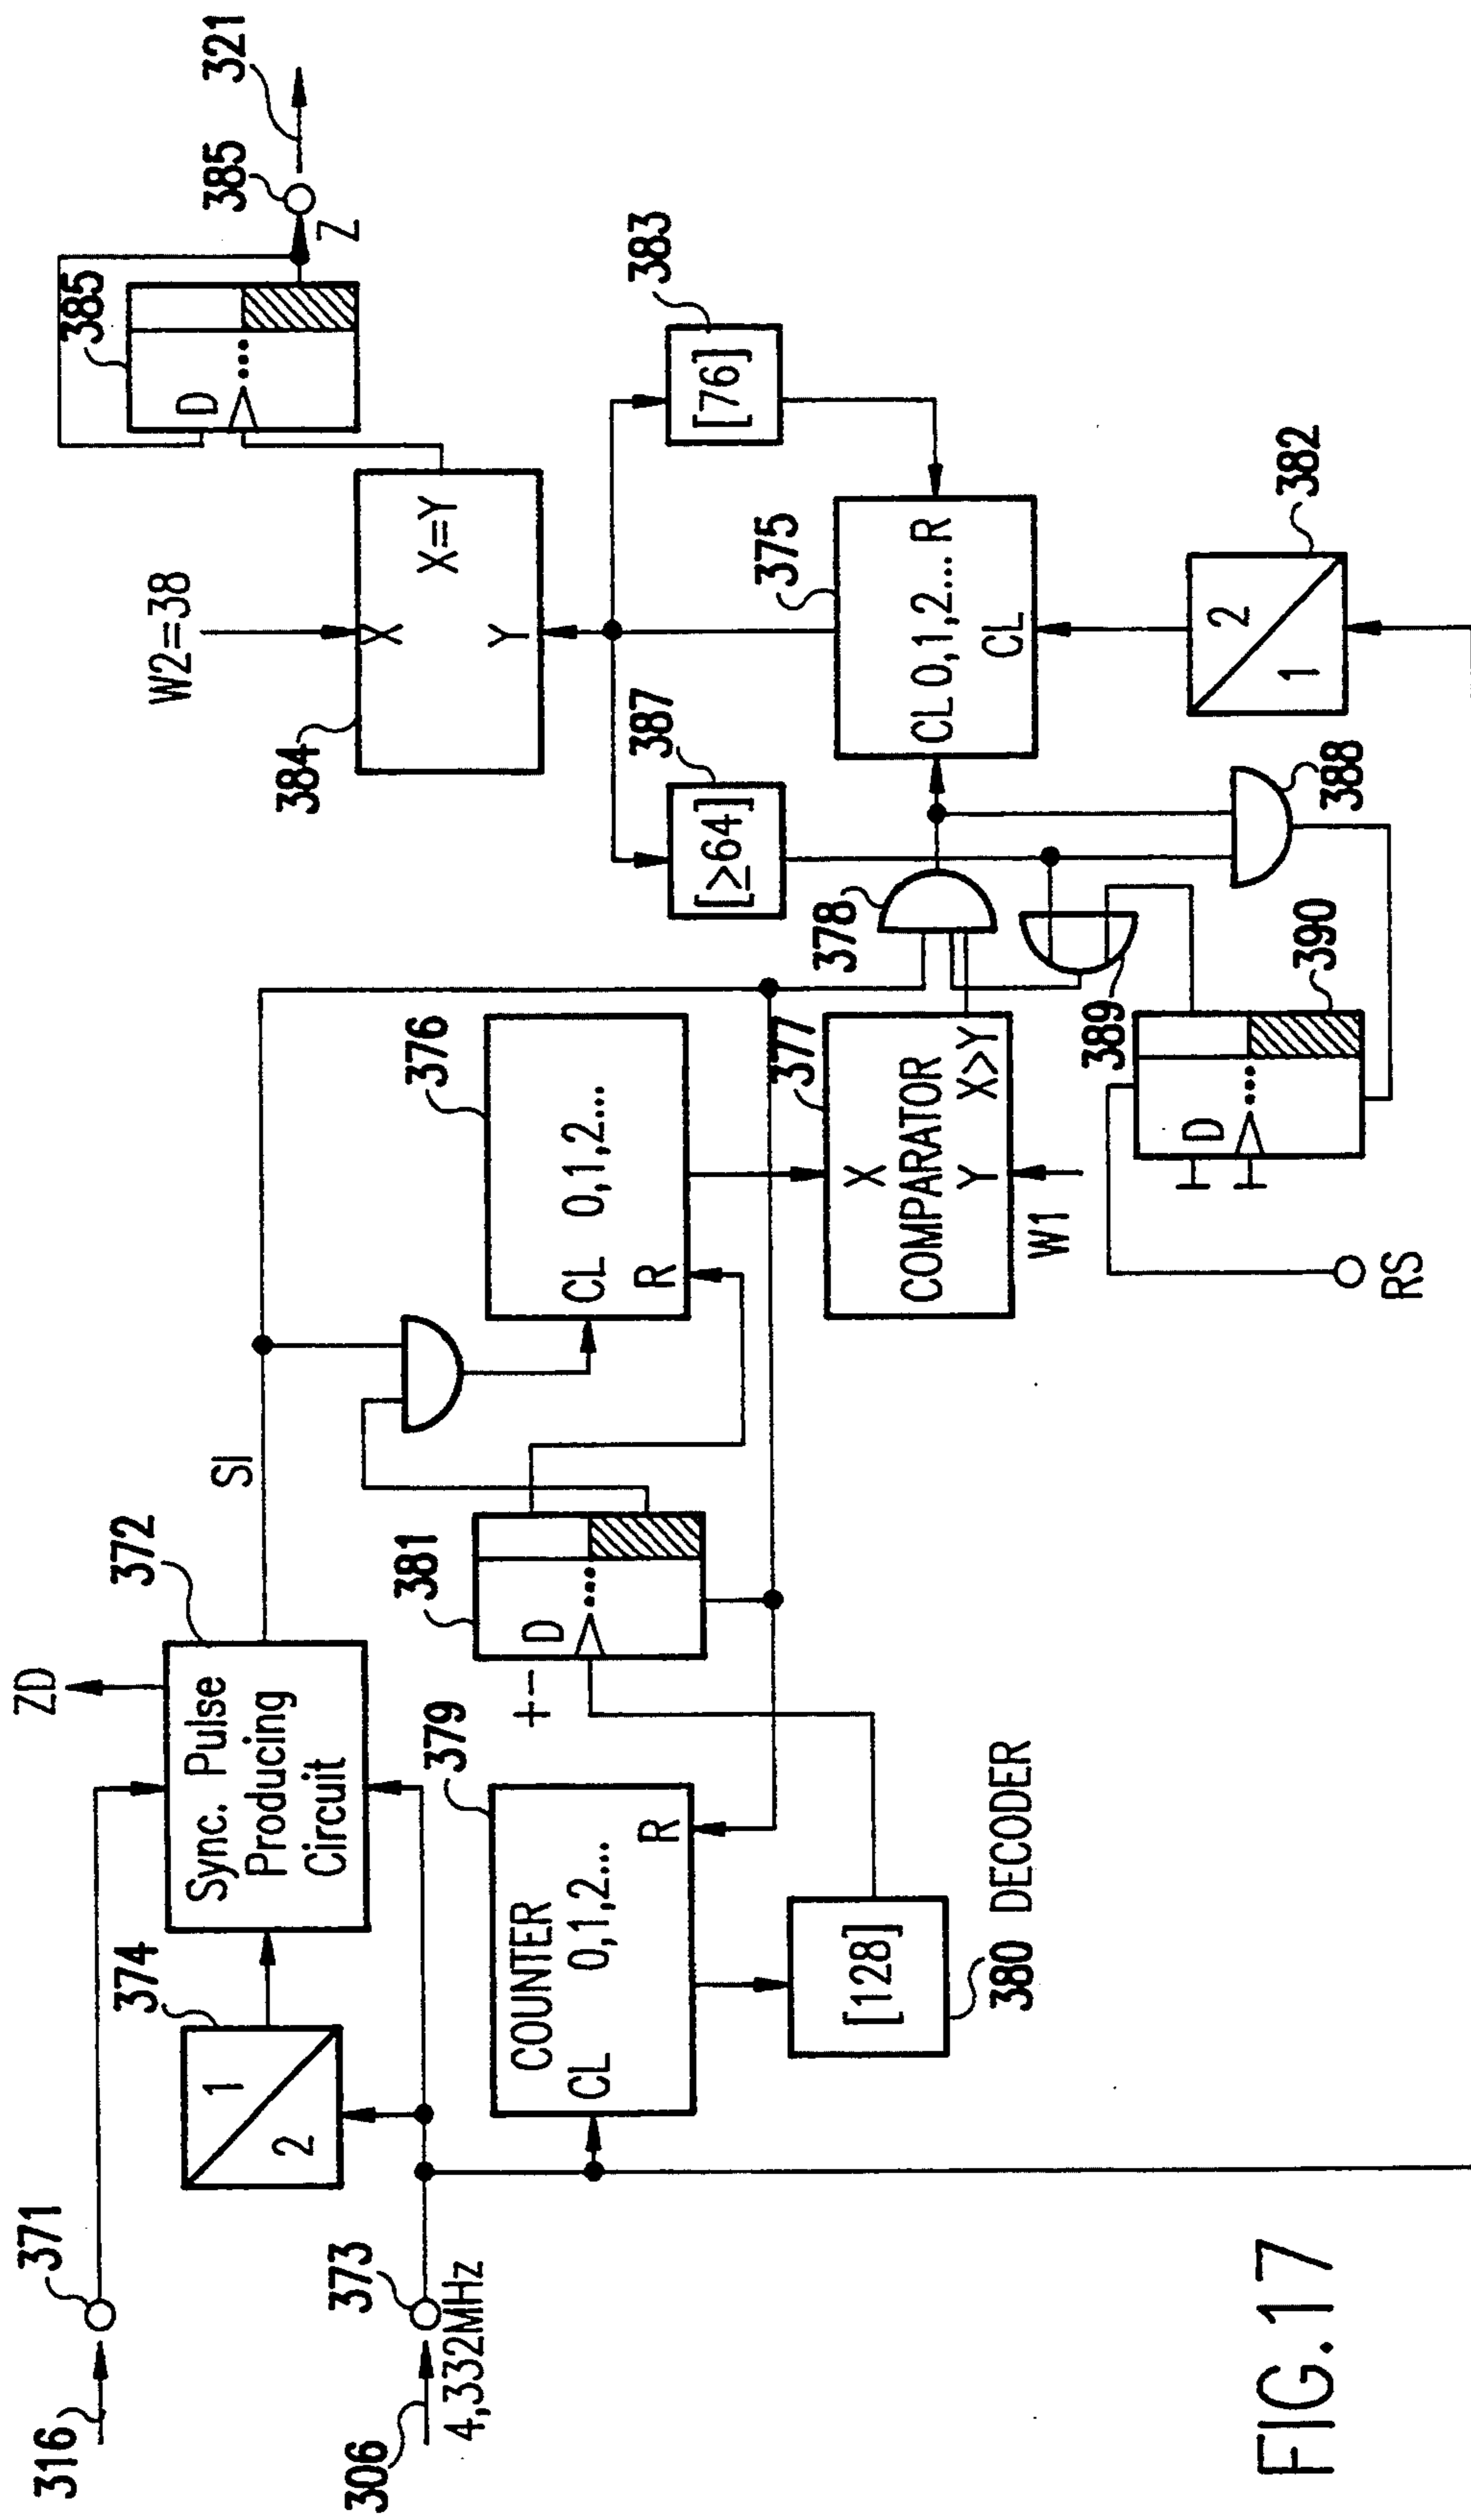 316
371
306
373
4,332MHz
374
1
2
372
Sync. Pulse
Producing
Circuit
ZD
SI
379
COUNTER
CL 0,1,2...
R
[128]
380 DECODER
381
+-
D
376
CL 0,1,2...
R
377
X
COMPARATOR
Y X>Y
W1
378
389
390
D
RS
388
387
[≥64]
375
CL 0,1,2... R
CL
382
2
1
383
[76]
384
W2=38
X
X=Y
Y
385
D
385
Z
321
FIG.17